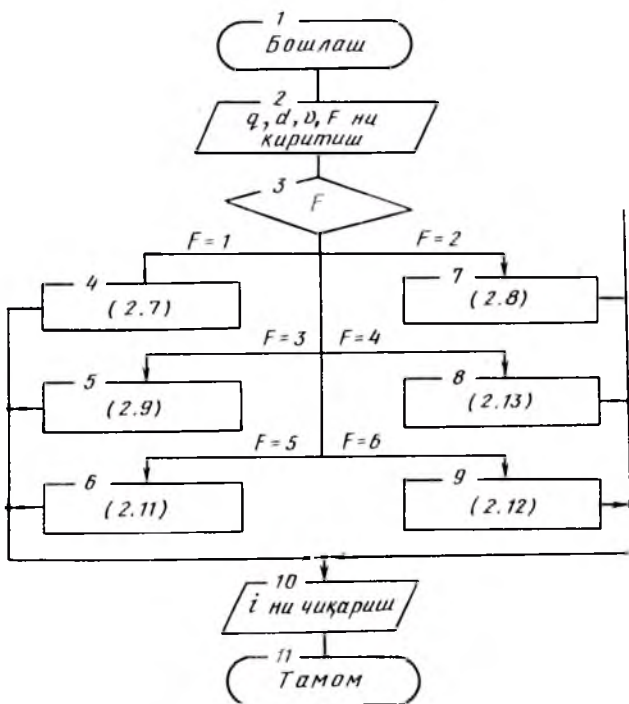 1
Бошлаш
2
q, d, υ, F ни
киритиш
3
F
F = 1
F = 2
4
(2.7)
7
(2.8)
F = 3
F = 4
5
(2.9)
8
(2.13)
F = 5
F = 6
6
(2.11)
9
(2.12)
10
i ни чиқариш
11
Тамом